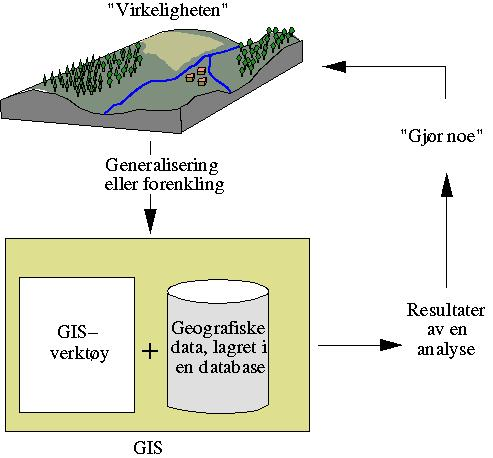 "Virkeligheten"
Generalisering
eller forenkling
"Gjør noe"
GIS–
verktøy
+
Geografiske
data, lagret i
en database
Resultater
av en
analyse
GIS